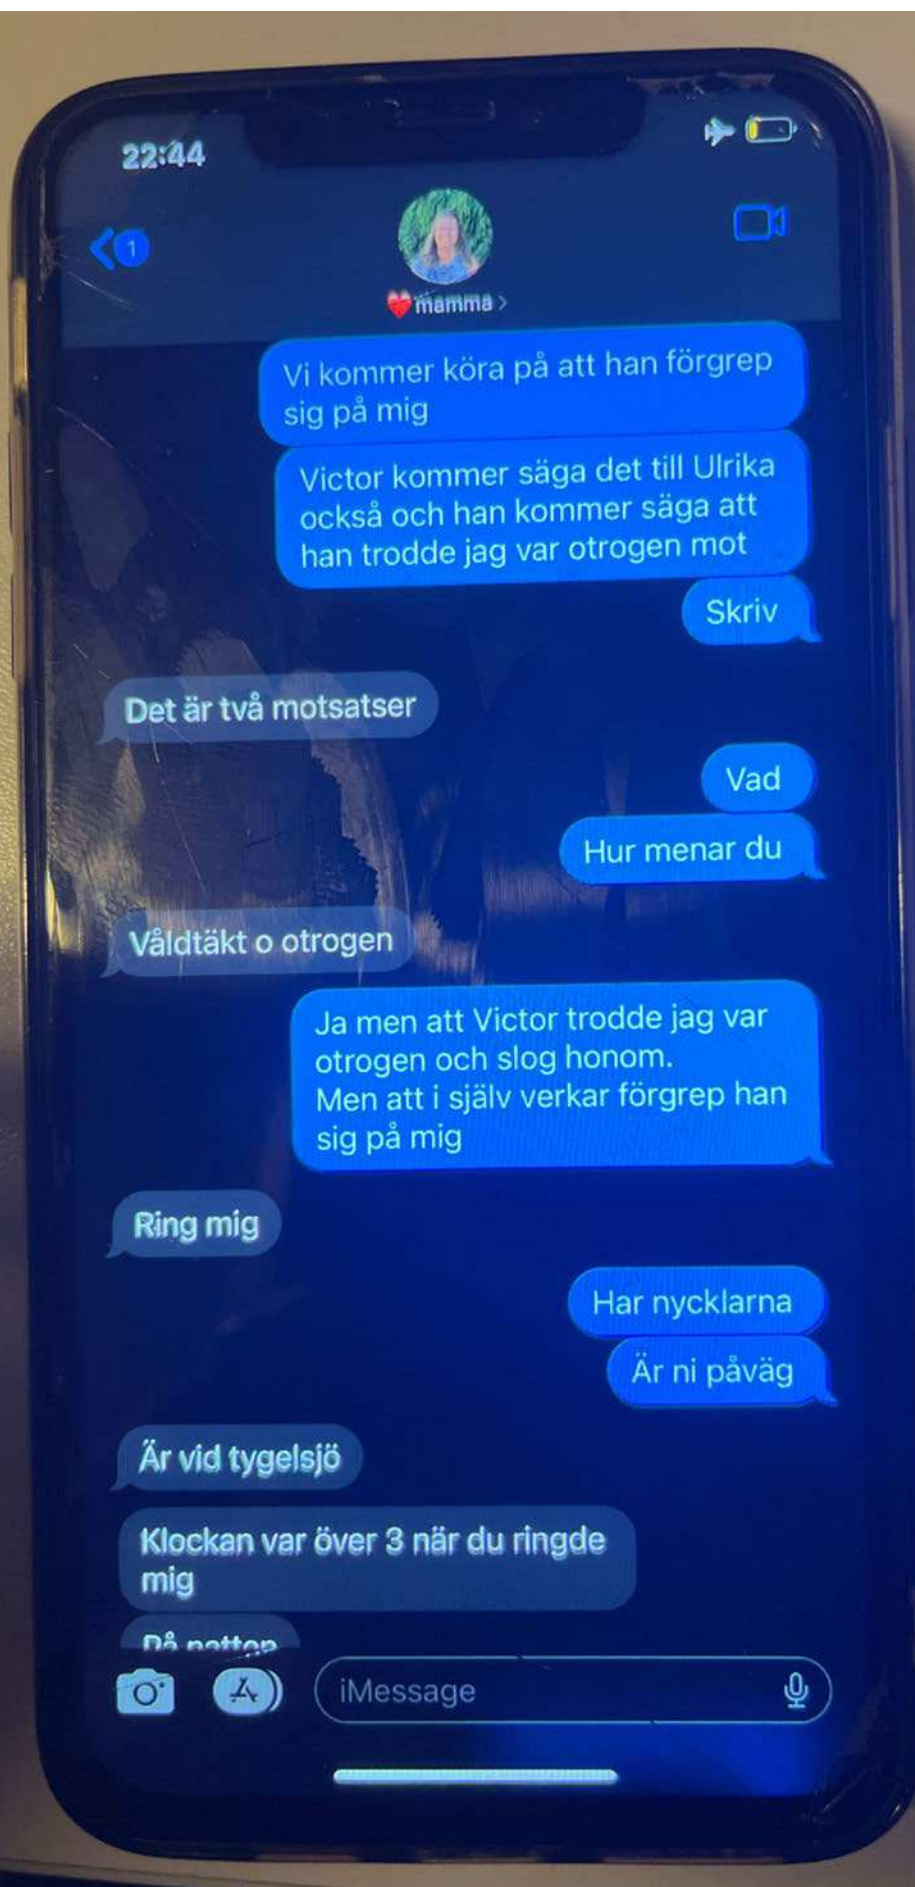 22:44
1
mamma >
Vi kommer köra på att han förgrep
sig på mig
Victor kommer säga det till Ulrika
också och han kommer säga att
han trodde jag var otrogen mot
Skriv
Det är två motsatser
Vad
Hur menar du
Våldtäkt o otrogen
Ja men att Victor trodde jag var
otrogen och slog honom.
Men att i själv verkar förgrep han
sig på mig
Ring mig
Har nycklarna
Är ni påväg
Är vid tygelsjö
Klockan var över 3 när du ringde
mig
På natten
iMessage